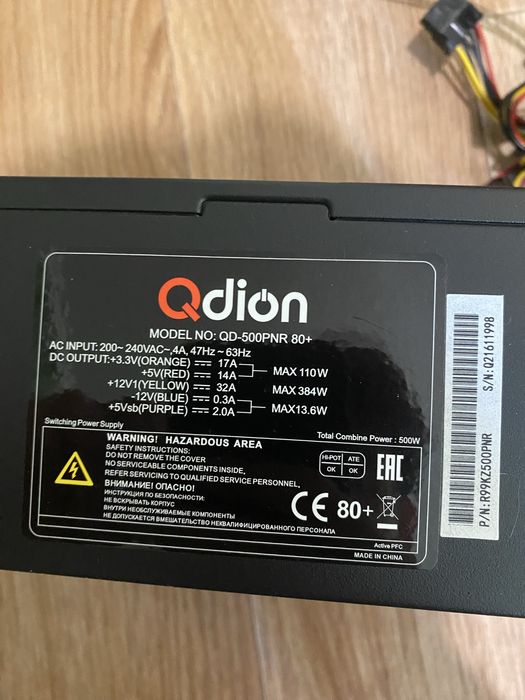 Qdion
MODEL NO: QD-500PNR 80+
AC INPUT: 200~ 240VAC~,4A, 47Hz ~ 63Hz
DC OUTPUT:+3.3V(ORANGE) 17A
+5V(RED) 14A MAX 110W
+12V1(YELLOW) 32A MAX 384W
-12V(BLUE) 0.3A
+5Vsb(PURPLE) 2.0A MAX13.6W
Switching Power Supply
Total Combine Power : 500W
WARNING! HAZARDOUS AREA
SAFETY INSTRUCTIONS:
DO NOT REMOVE THE COVER,
NO SERVICEABLE COMPONENTS INSIDE,
REFER SERVICING TO QUALIFIED SERVICE PERSONNEL,
ВНИМАНИЕ! ОПАСНО!
ИНСТРУКЦИЯ ПО БЕЗОПАСНОСТИ:
НЕ ВСКРЫВАТЬ КОРПУС
ВНУТРИ НЕОБСЛУЖИВАЕМЫЕ КОМПОНЕНТЫ
НЕ ДОПУСКАЕТСЯ ВМЕШАТЕЛЬСТВО НЕКВАЛИФИЦИРОВАННОГО ПЕРСОНАЛА
HI-POT ATE
OK OK
EAC
CE 80+
Active PFC
MADE IN CHINA
S/N: Q21611998
P/N: R99KZ500PNR